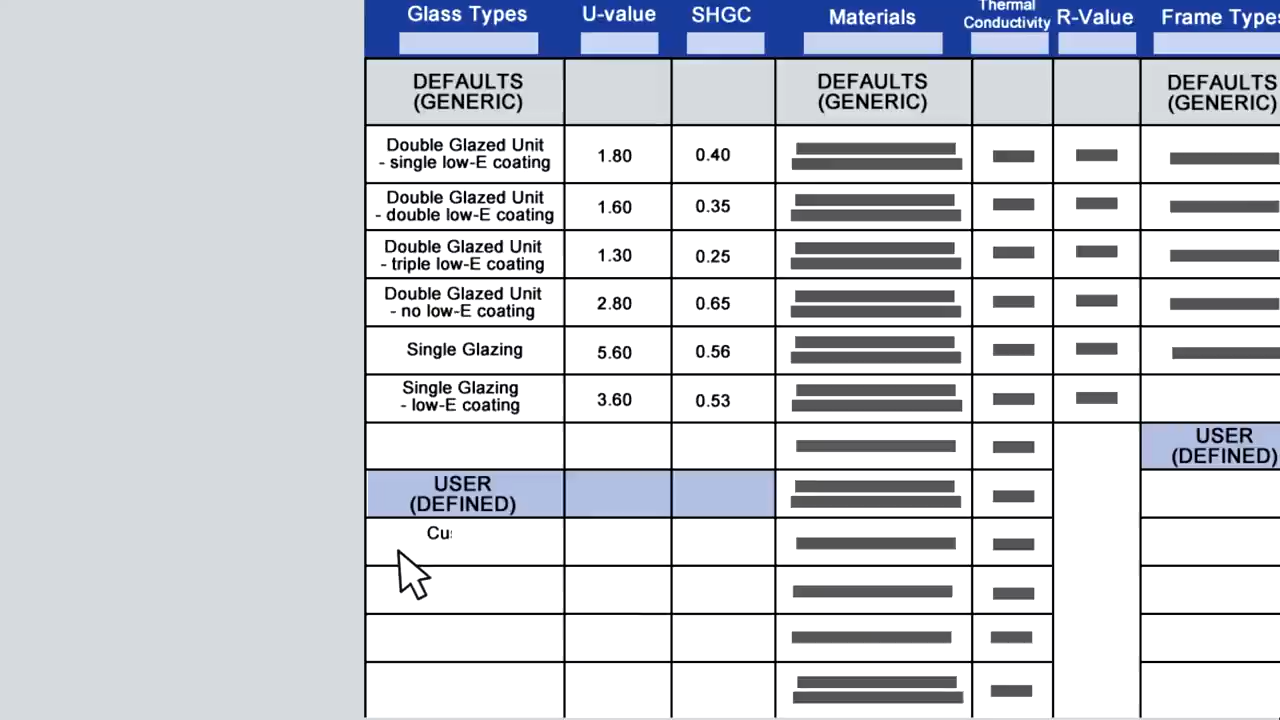 Glass Types U-value SHGC Materials Thermal Conductivity R-Value Frame Types
DEFAULTS
(GENERIC)
DEFAULTS
(GENERIC)
DEFAULTS
(GENERIC)
Double Glazed Unit
- single low-E coating
1.80 0.40
Double Glazed Unit
- double low-E coating
1.60 0.35
Double Glazed Unit
- triple low-E coating
1.30 0.25
Double Glazed Unit
- no low-E coating
2.80 0.65
Single Glazing 5.60 0.56
Single Glazing
- low-E coating
3.60 0.53
USER
(DEFINED)
USER
(DEFINED)
Cu